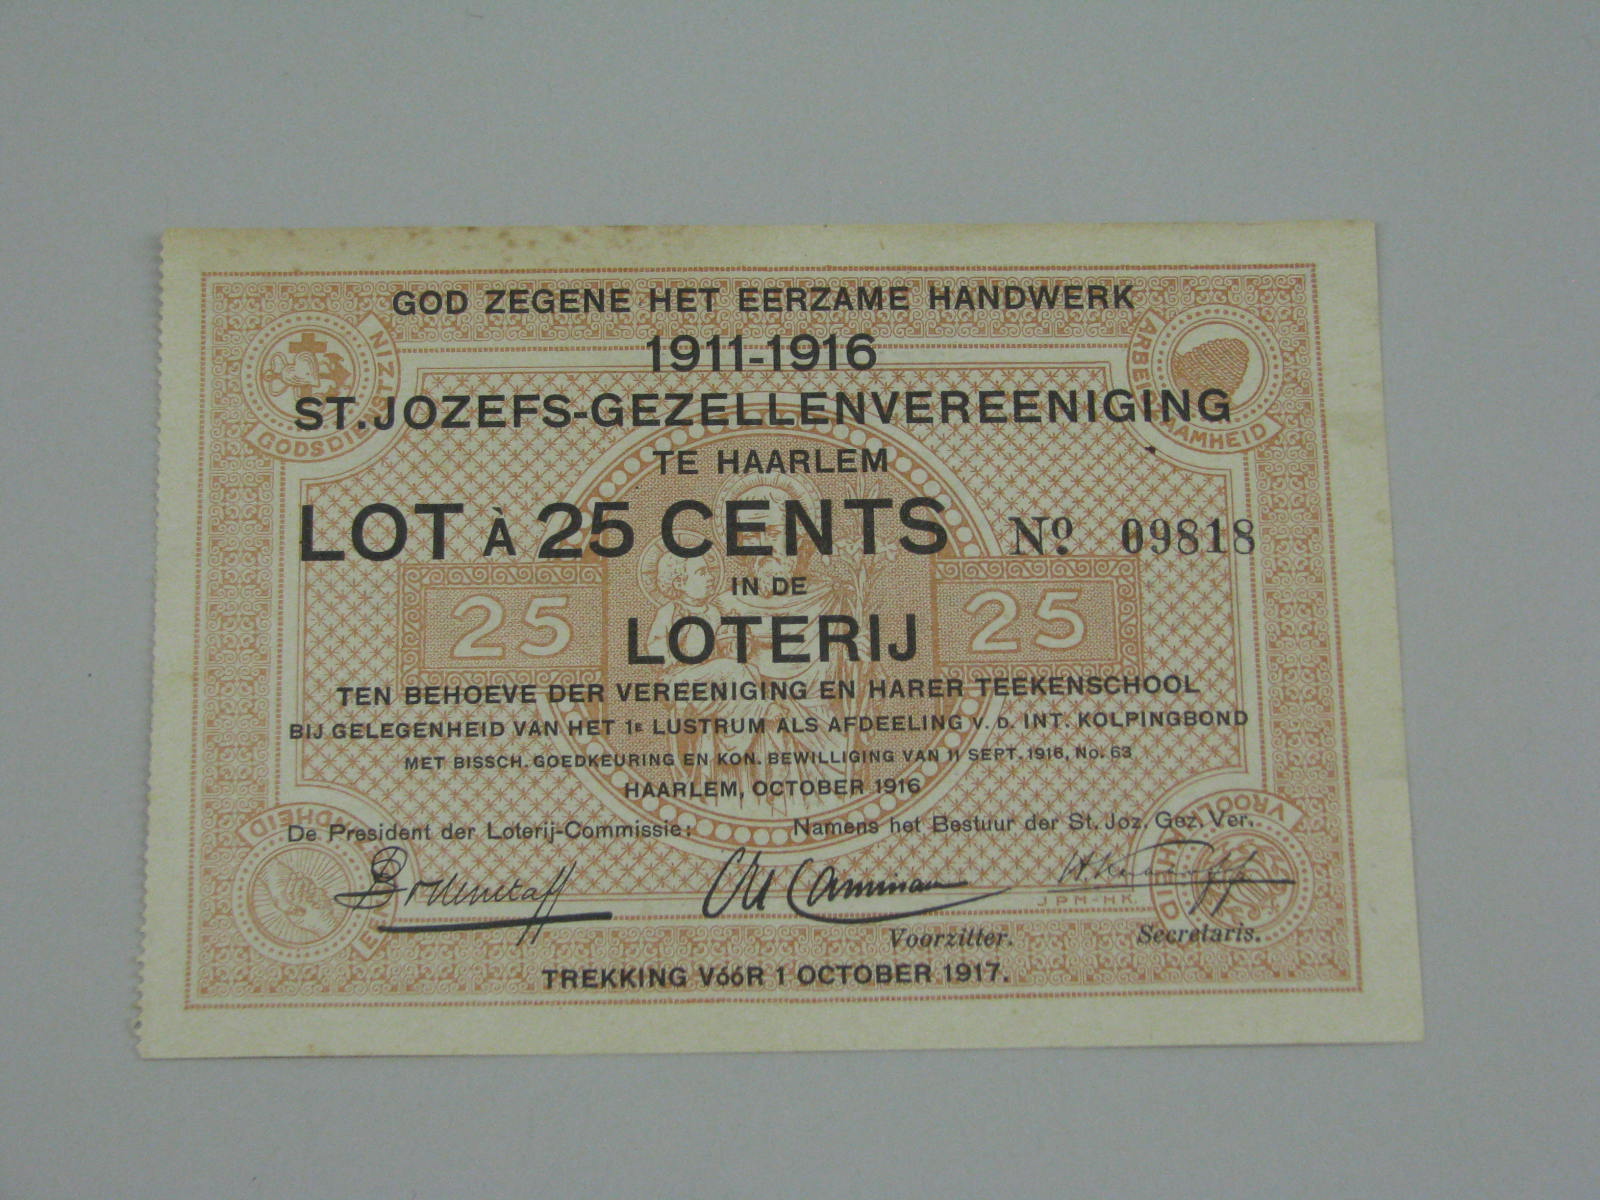 GOD ZEGENE HET EERZAME HANDWERK
1911-1916
ST. JOZEFS-GEZELLENVEREENIGING
TE HAARLEM
LOT À 25 CENTS No. 09818
IN DE
25 LOTERIJ 25
TEN BEHOEVE DER VEREENIGING EN HARER TEEKENSCHOOL
BIJ GELEGENHEID VAN HET 1E LUSTRUM ALS AFDEELING V. D. INT. KOLPINGBOND
MET BISSCH. GOEDKEURING EN KON. BEWILLIGING VAN 11 SEPT. 1916, No. 63
HAARLEM, OCTOBER 1916
De President der Loterij-Commissie: Namens het Bestuur der St. Joz. Gez. Ver.
JPM-HK.
Voorzitter. Secretaris.
TREKKING VóóR 1 OCTOBER 1917.